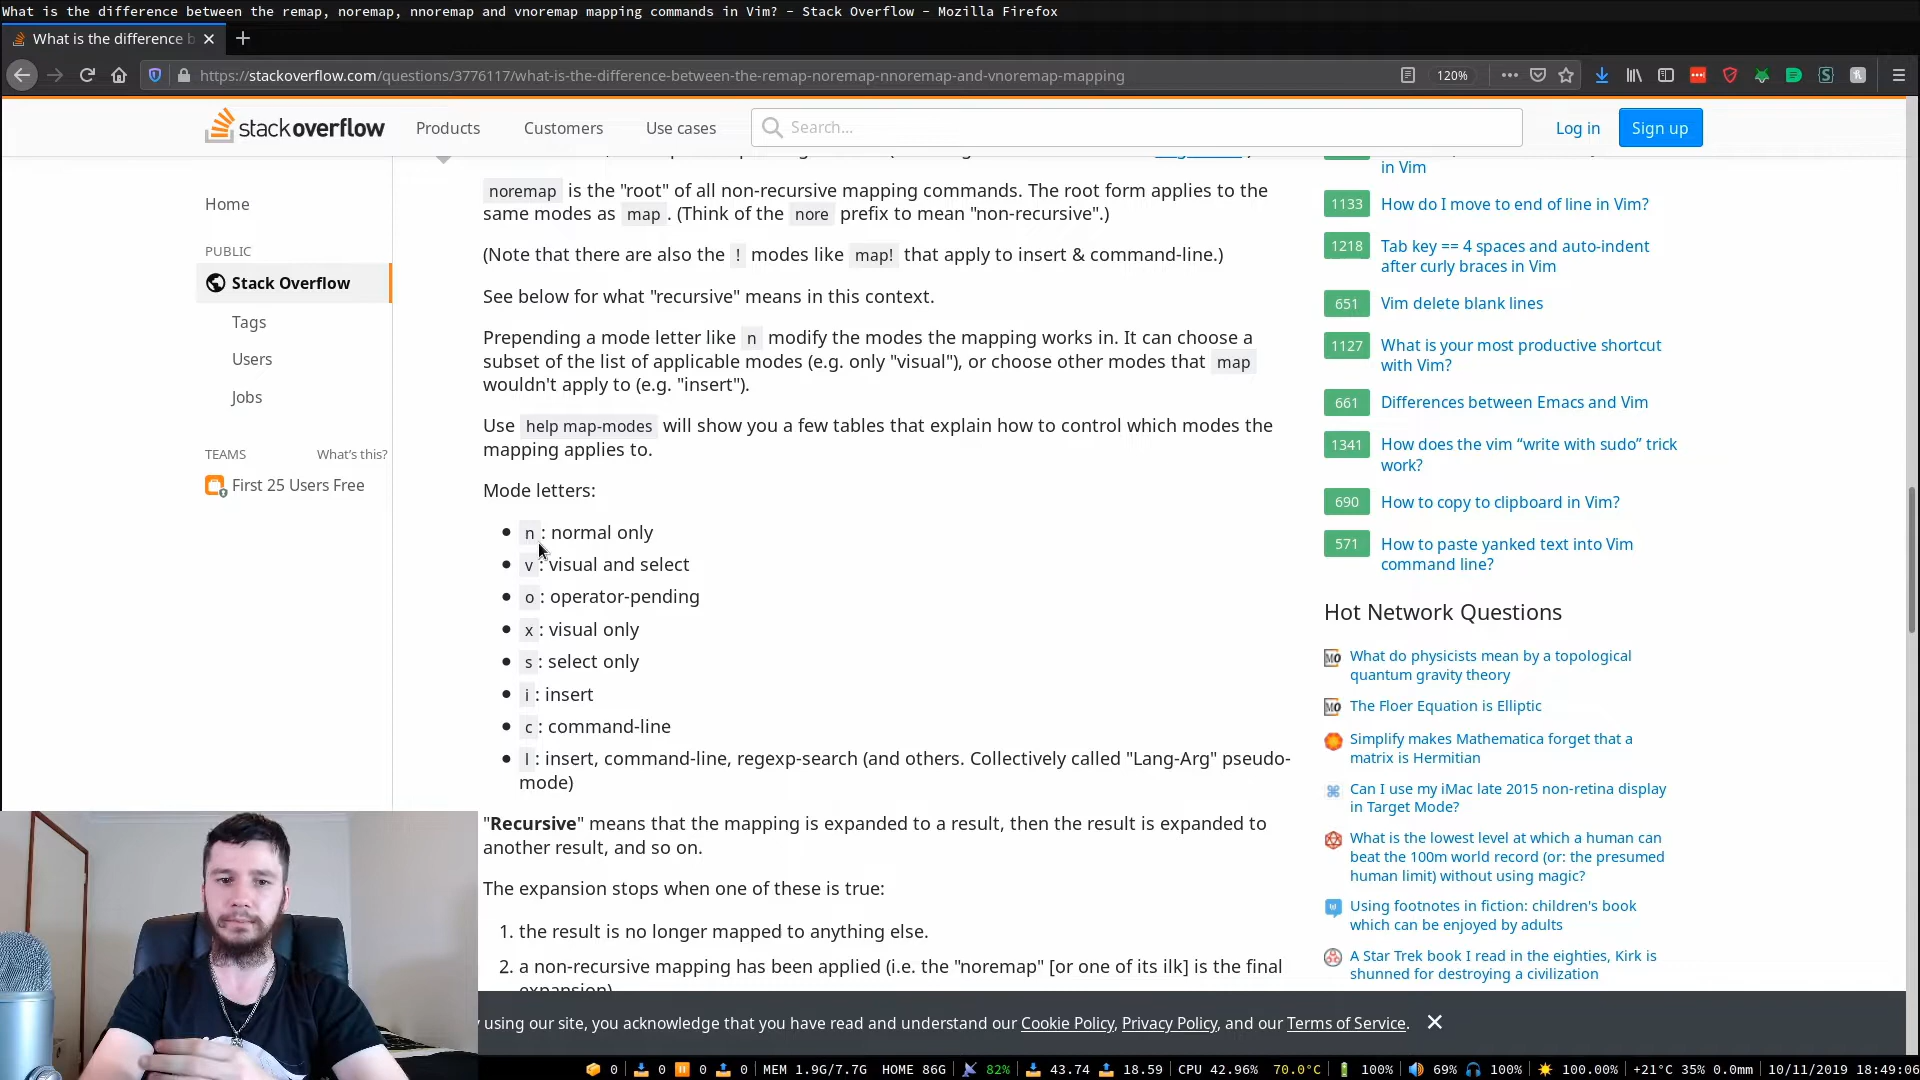 What is the difference between the remap, noremap, nnoremap and vnoremap mapping commands in Vim? - Stack Overflow - Mozilla Firefox
What is the difference b
https://stackoverflow.com/questions/3776117/what-is-the-difference-between-the-remap-noremap-nnoremap-and-vnoremap-mapping
120%
stackoverflow
Products
Customers
Use cases
Search...
Log in
Sign up
Home
PUBLIC
Stack Overflow
Tags
Users
Jobs
TEAMS
What's this?
First 25 Users Free
noremap is the "root" of all non-recursive mapping commands. The root form applies to the
same modes as map . (Think of the nore prefix to mean "non-recursive".)
(Note that there are also the ! modes like map! that apply to insert & command-line.)
See below for what "recursive" means in this context.
Prepending a mode letter like n modify the modes the mapping works in. It can choose a
subset of the list of applicable modes (e.g. only "visual"), or choose other modes that map
wouldn't apply to (e.g. "insert").
Use help map-modes will show you a few tables that explain how to control which modes the
mapping applies to.
Mode letters:
n : normal only
v : visual and select
o : operator-pending
x : visual only
s : select only
i : insert
c : command-line
l : insert, command-line, regexp-search (and others. Collectively called "Lang-Arg" pseudo-
mode)
"Recursive" means that the mapping is expanded to a result, then the result is expanded to
another result, and so on.
The expansion stops when one of these is true:
1. the result is no longer mapped to anything else.
2. a non-recursive mapping has been applied (i.e. the "noremap" [or one of its ilk] is the final
expansion)
in Vim
1133 How do I move to end of line in Vim?
1218 Tab key == 4 spaces and auto-indent
after curly braces in Vim
651 Vim delete blank lines
1127 What is your most productive shortcut
with Vim?
661 Differences between Emacs and Vim
1341 How does the vim “write with sudo” trick
work?
690 How to copy to clipboard in Vim?
571 How to paste yanked text into Vim
command line?
Hot Network Questions
What do physicists mean by a topological
quantum gravity theory
The Floer Equation is Elliptic
Simplify makes Mathematica forget that a
matrix is Hermitian
Can I use my iMac late 2015 non-retina display
in Target Mode?
What is the lowest level at which a human can
beat the 100m world record (or: the presumed
human limit) without using magic?
Using footnotes in fiction: children's book
which can be enjoyed by adults
A Star Trek book I read in the eighties, Kirk is
shunned for destroying a civilization
using our site, you acknowledge that you have read and understand our Cookie Policy, Privacy Policy, and our Terms of Service.
0 0 0 0 MEM 1.9G/7.7G HOME 86G 82% 43.74 18.59 CPU 42.96% 70.0°C 100% 69% 100% 100.00% +21°C 35% 0.0mm 10/11/2019 18:49:06